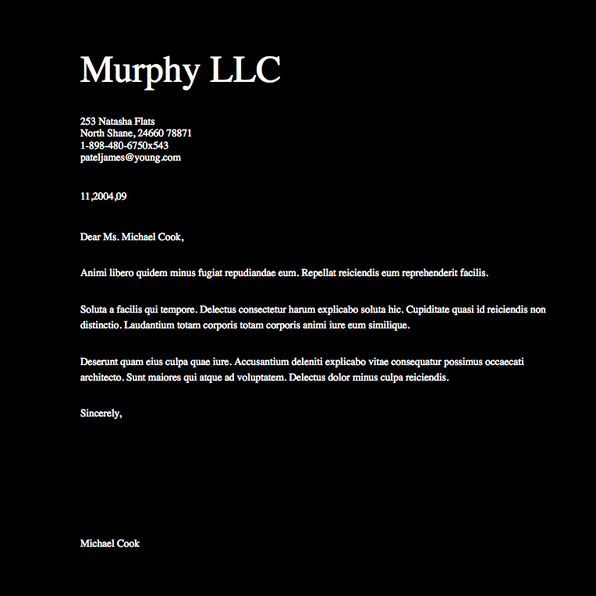 Murphy LLC
253 Natasha Flats
North Shane, 24660 78871
1-898-480-6750x543
pateljames@young.com
11,2004,09
Dear Ms. Michael Cook,
Animi libero quidem minus fugiat repudiandae eum. Repellat reiciendis eum reprehenderit facilis.
Soluta a facilis qui tempore. Delectus consectetur harum explicabo soluta hic. Cupiditate quasi id reiciendis non
distinctio. Laudantium totam corporis totam corporis animi iure eum similique.
Deserunt quam eius culpa quae iure. Accusantium deleniti explicabo vitae consequatur possimus occaecati
architecto. Sunt maiores qui atque ad voluptatem. Delectus dolor minus culpa reiciendis.
Sincerely,
Michael Cook